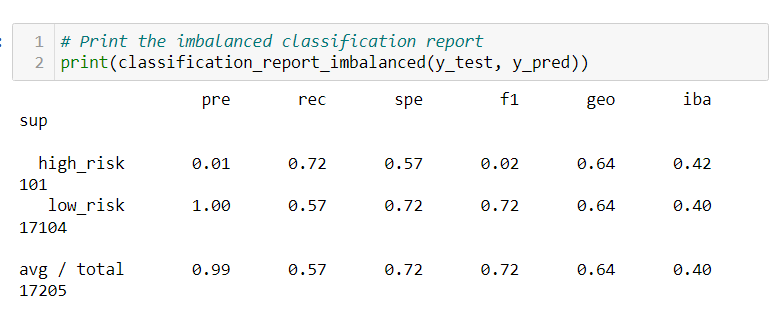 1 # Print the imbalanced classification report
2 print(classification_report_imbalanced(y_test, y_pred))
pre rec spe f1 geo iba
sup
high_risk 0.01 0.72 0.57 0.02 0.64 0.42
101
low_risk 1.00 0.57 0.72 0.72 0.64 0.40
17104
avg / total 0.99 0.57 0.72 0.72 0.64 0.40
17205